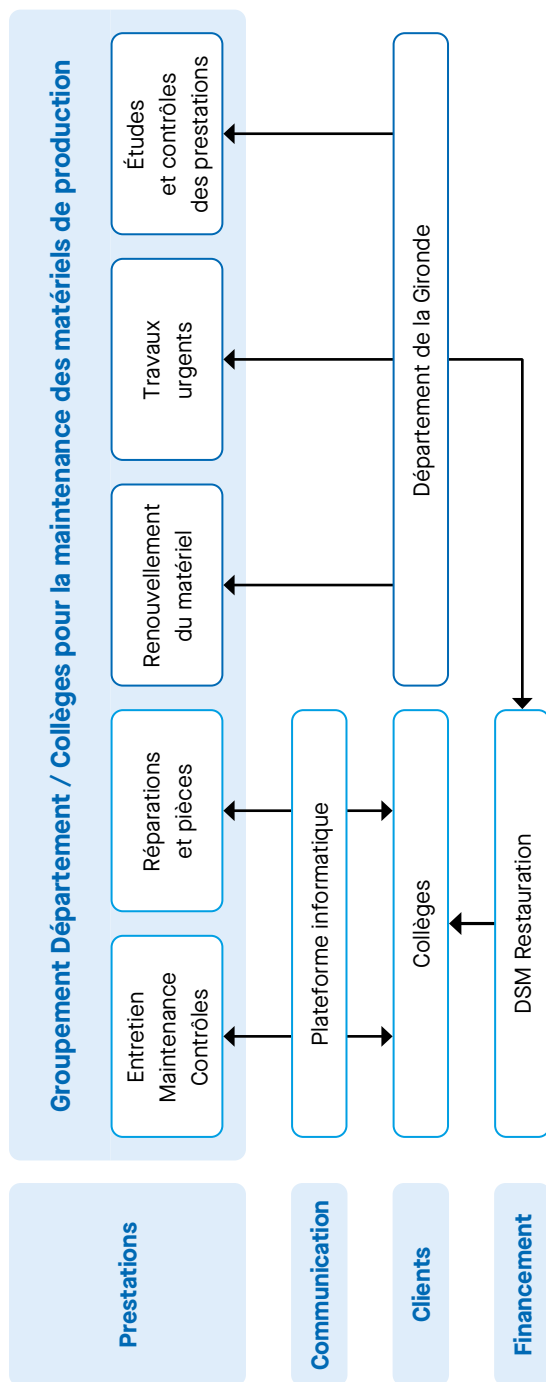 Groupement Département / Collèges pour la maintenance des matériels de production
Prestations
Entretien
Maintenance
Contrôles
Réparations
et pièces
Renouvellement
du matériel
Travaux
urgents
Études
et contrôles
des prestations
Communication
Plateforme informatique
Clients
Collèges
Département de la Gironde
Financement
DSM Restauration